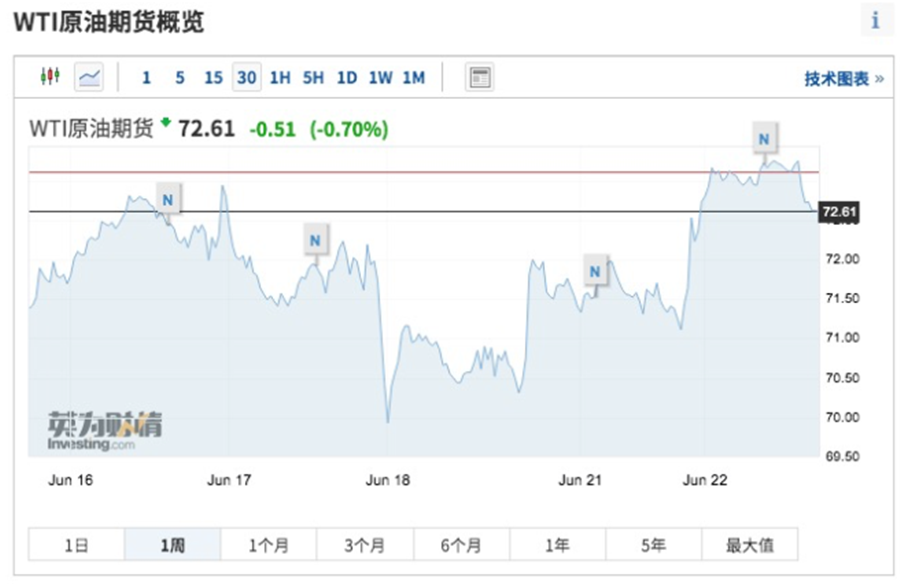 WTI原油期货概览
i
1 5 15 30 1H 5H 1D 1W 1M
技术图表 »
WTI原油期货 72.61 -0.51 (-0.70%)
N
N
N
N
72.61
72.00
71.50
71.00
70.50
70.00
69.50
英为财情
Investing.com
Jun 16 Jun 17 Jun 18 Jun 21 Jun 22
1日 1周 1个月 3个月 6个月 1年 5年 最大值